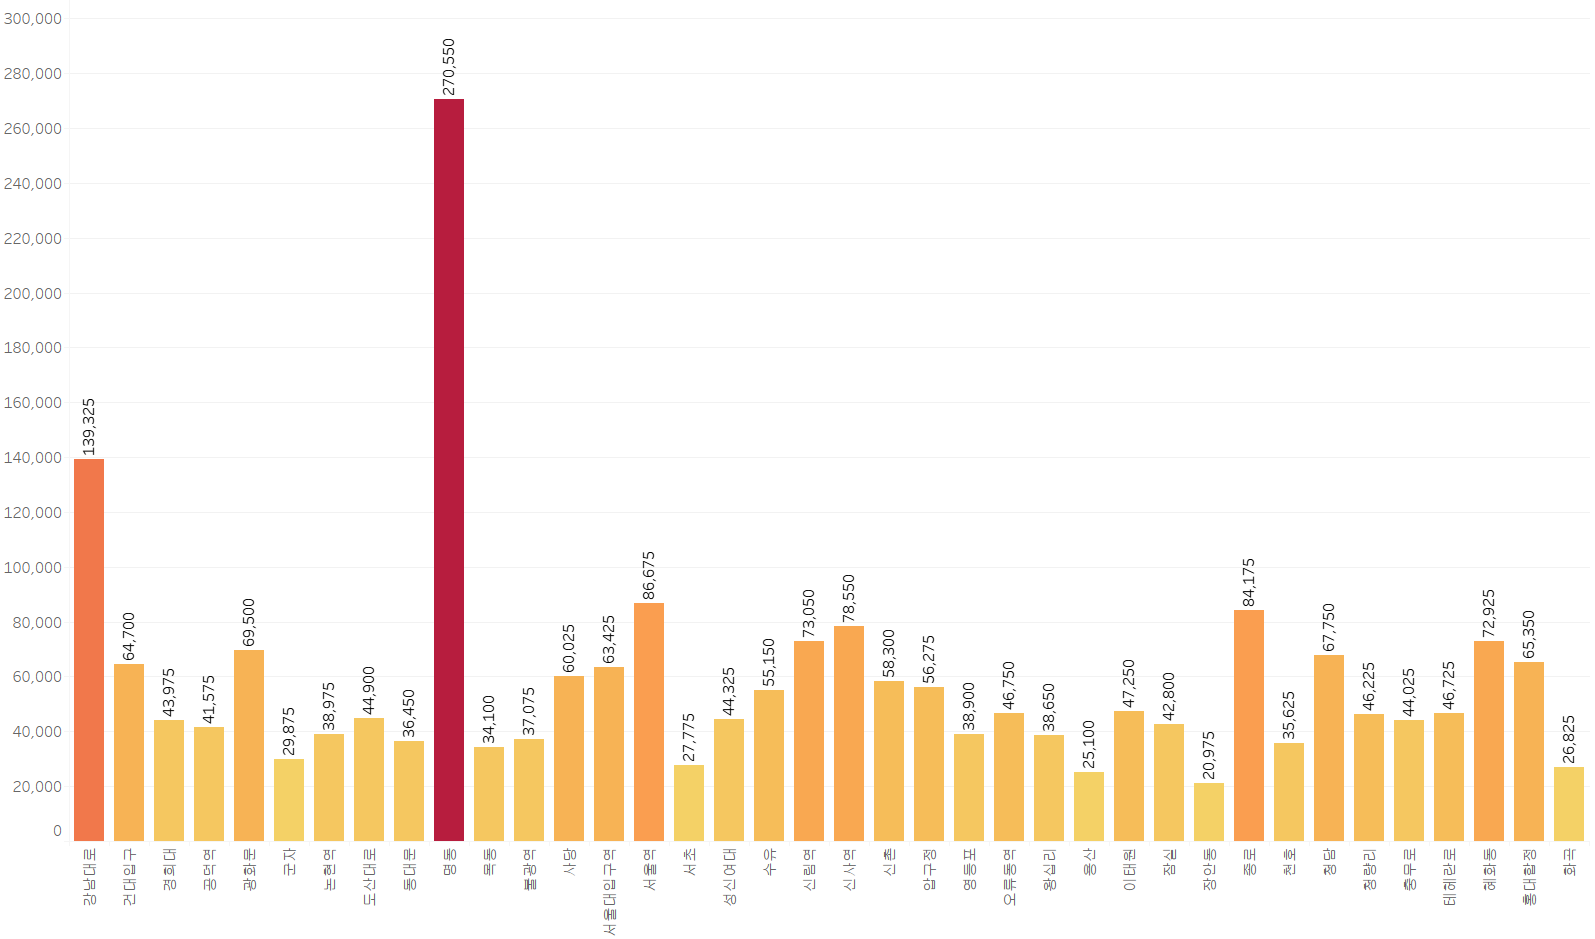 300,000
280,000
260,000
240,000
220,000
200,000
180,000
160,000
140,000
120,000
100,000
80,000
60,000
40,000
20,000
0
139,325
64,700
43,975
41,575
69,500
29,875
38,975
44,900
36,450
270,550
34,100
37,075
60,025
63,425
86,675
27,775
44,325
55,150
73,050
78,550
58,300
56,275
38,900
46,750
38,650
25,100
47,250
42,800
20,975
84,175
35,625
67,750
46,225
44,025
46,725
72,925
65,350
26,825
강남대로
건대입구
경희대
공덕역
광화문
군자
논현역
도산대로
동대문
명동
목동
불광역
사당
서울대입구역
서울역
서초
성신여대
수유
신림역
신사역
신촌
압구정
영등포
오류동역
왕십리
용산
이태원
잠실
장안동
종로
천호
청담
청량리
충무로
테헤란로
혜화동
홍대합정
화곡